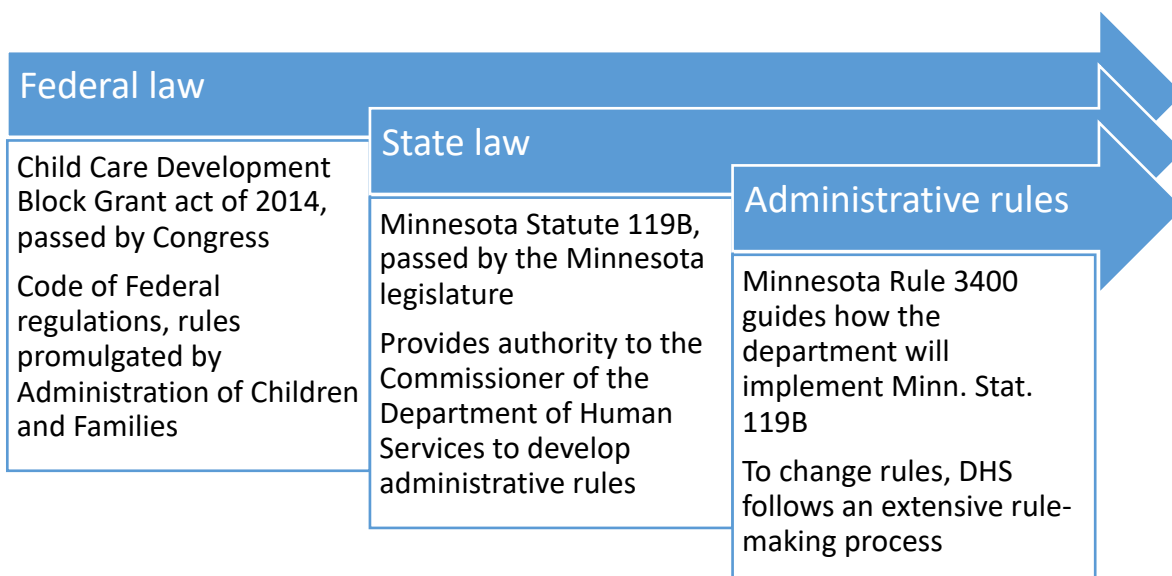 Federal law
Child Care Development
Block Grant act of 2014,
passed by Congress
Code of Federal
regulations, rules
promulgated by
Administration of Children
and Families
State law
Minnesota Statute 119B,
passed by the Minnesota
legislature
Provides authority to the
Commissioner of the
Department of Human
Services to develop
administrative rules
Administrative rules
Minnesota Rule 3400
guides how the
department will
implement Minn. Stat.
119B
To change rules, DHS
follows an extensive rule-
making process